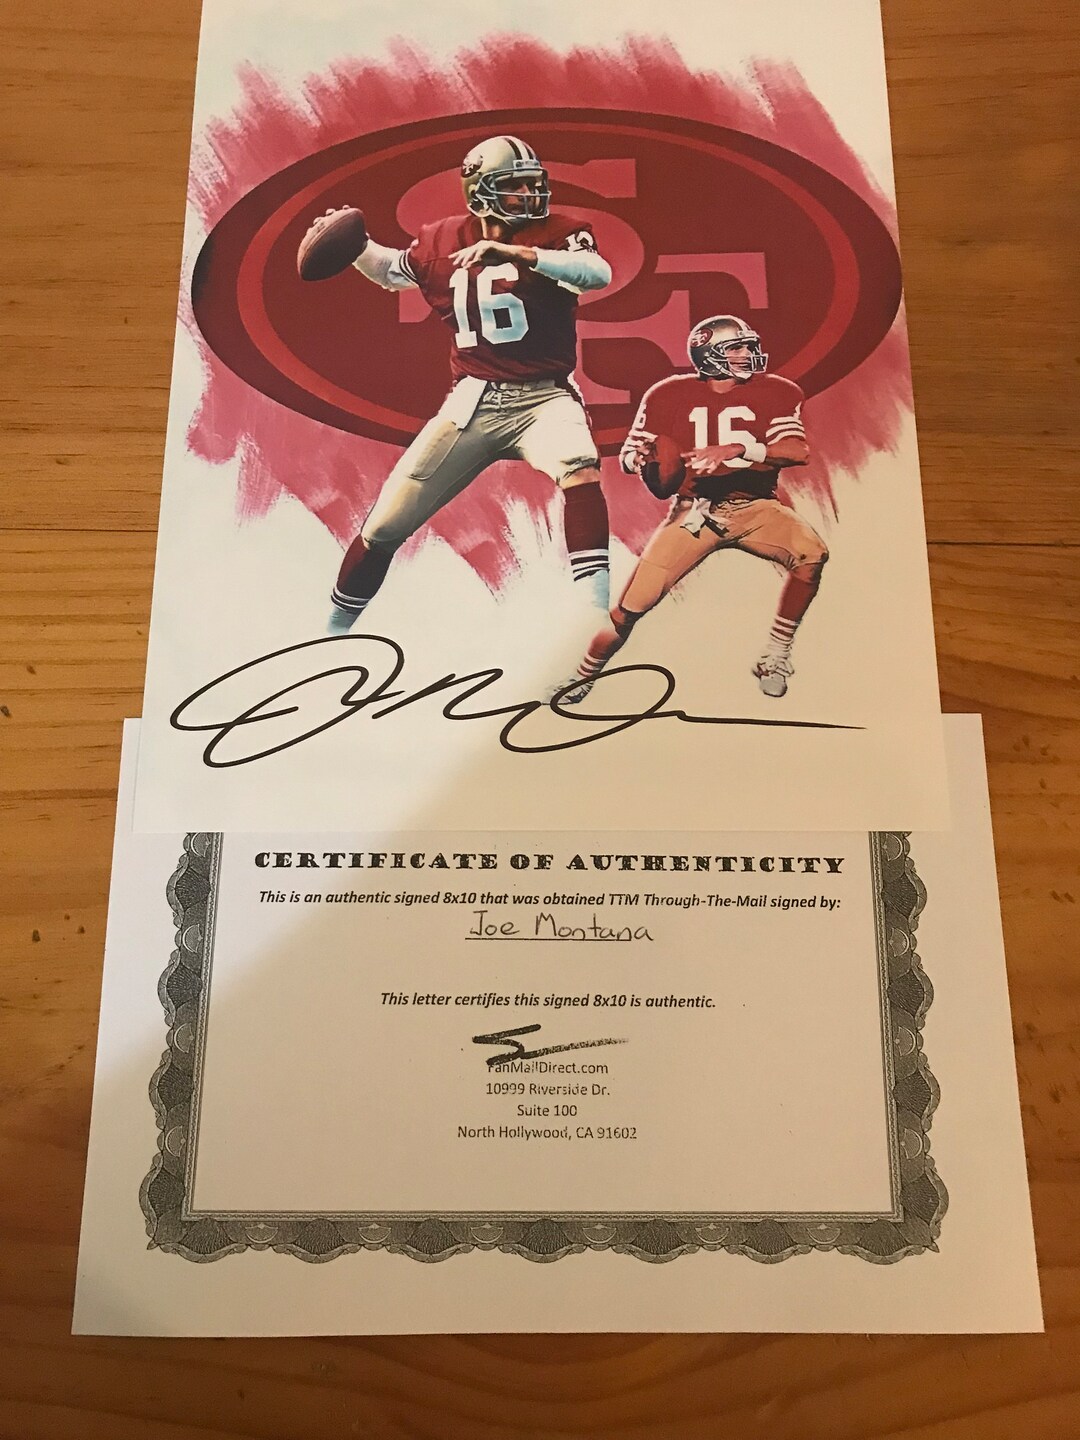 SF
16
16
CERTIFICATE OF AUTHENTICITY
This is an authentic signed 8x10 that was obtained TTM Through-The-Mail signed by:
Joe Montana
This letter certifies this signed 8x10 is authentic.
FanMailDirect.com
10999 Riverside Dr.
Suite 100
North Hollywood, CA 91602